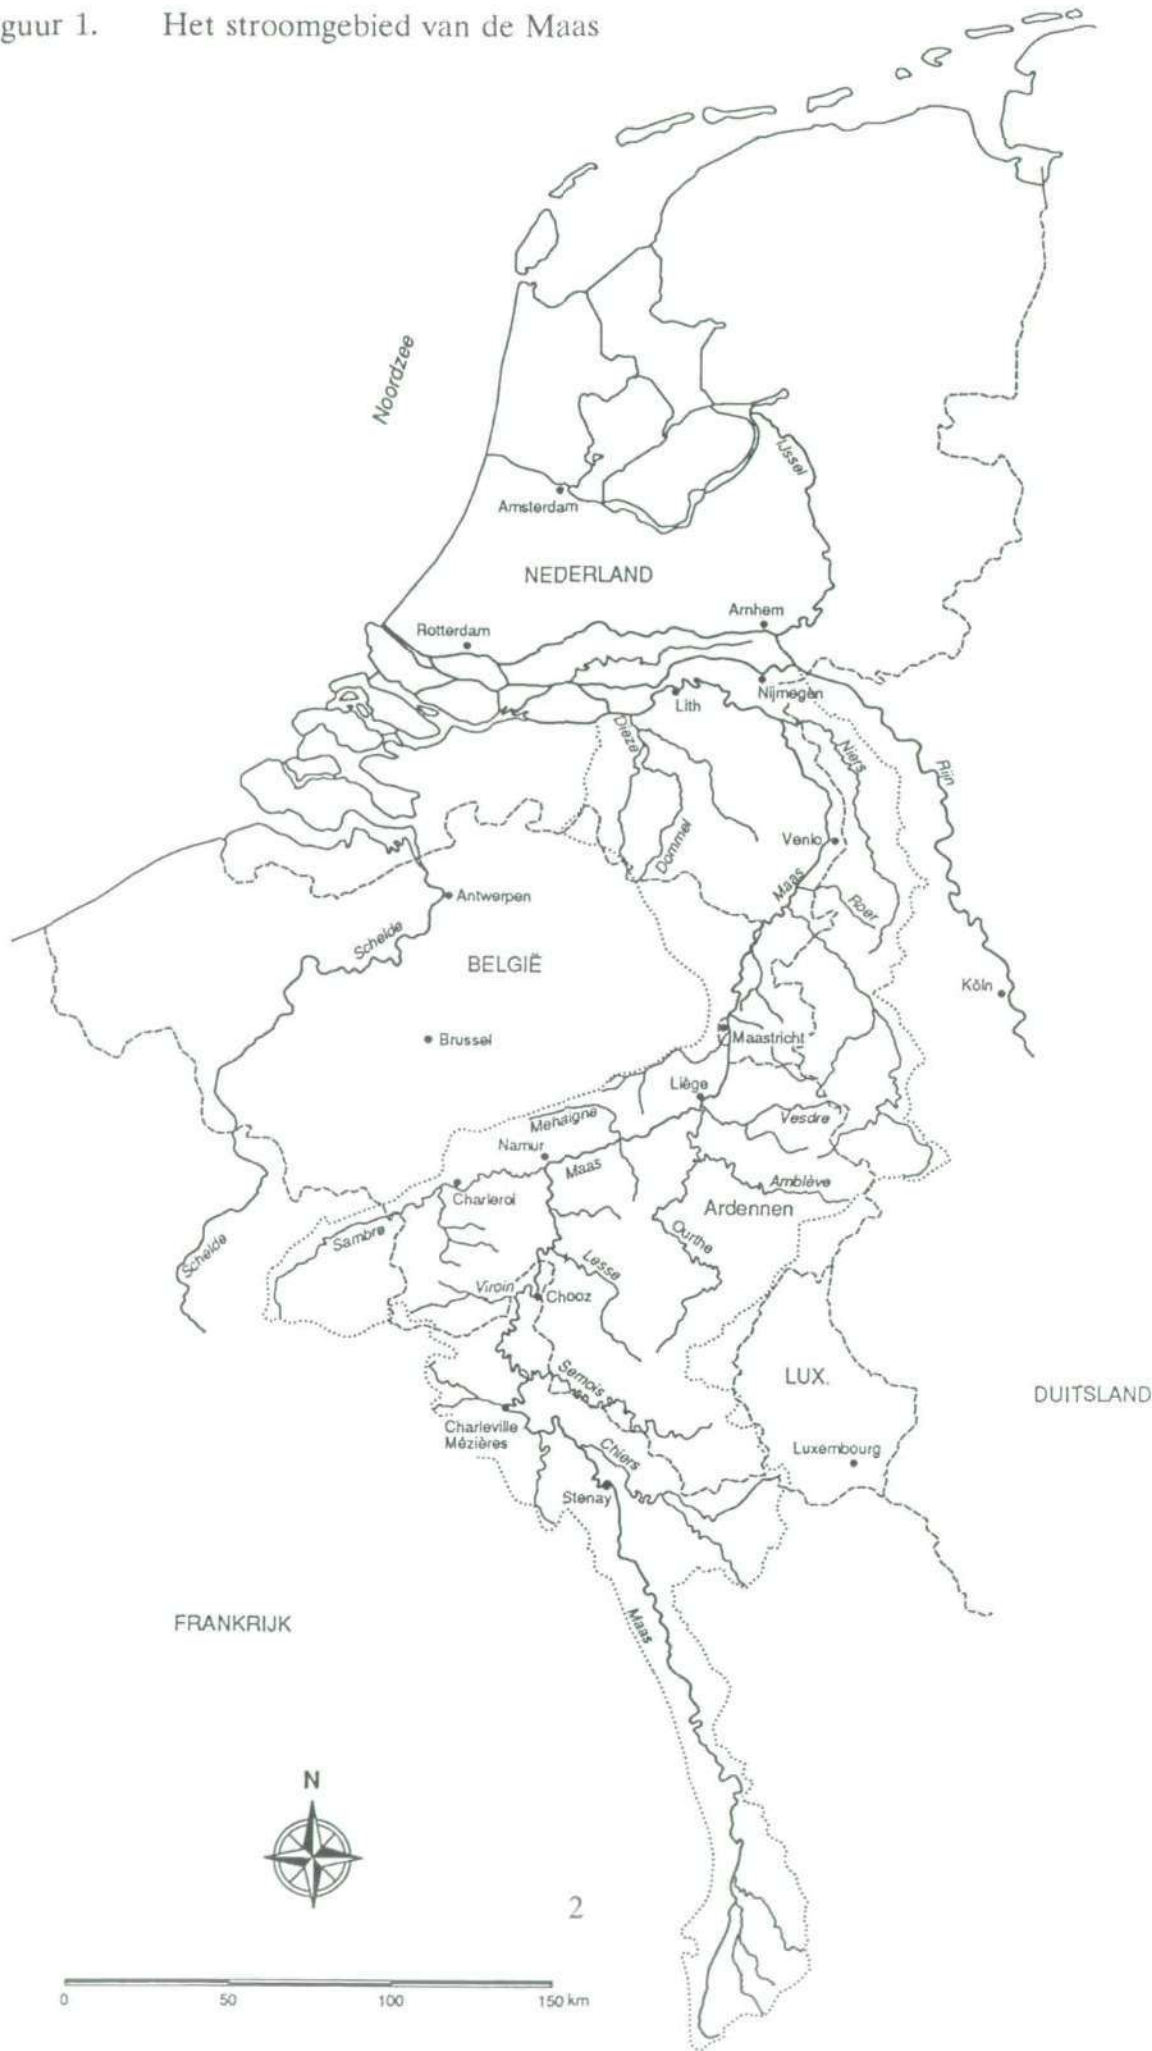 guur 1. Het stroomgebied van de Maas
Noordzee
IJssel
Amsterdam
NEDERLAND
Arnhem
Rotterdam
Nijmegen
Lith
Dieze
Niers
Rijn
Venlo
Dommel
Maas
Roer
Antwerpen
Schelde
BELGIË
Köln
Brussel
Maastricht
Liège
Mehaigne
Vesdre
Namur
Maas
Amblève
Charleroi
Ardennen
Sambre
Ourthe
Schelde
Lesse
Viroin
Chooz
Semois
LUX.
DUITSLAND
Charleville
Mézières
Chiers
Luxembourg
Stenay
FRANKRIJK
Maas
N
2
0 50 100 150 km